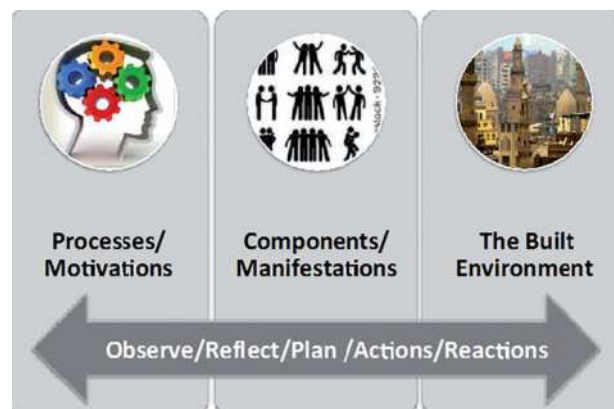 Processes/
Motivations
Components/
Manifestations
The Built
Environment
Observe/Reflect/Plan /Actions/Reactions